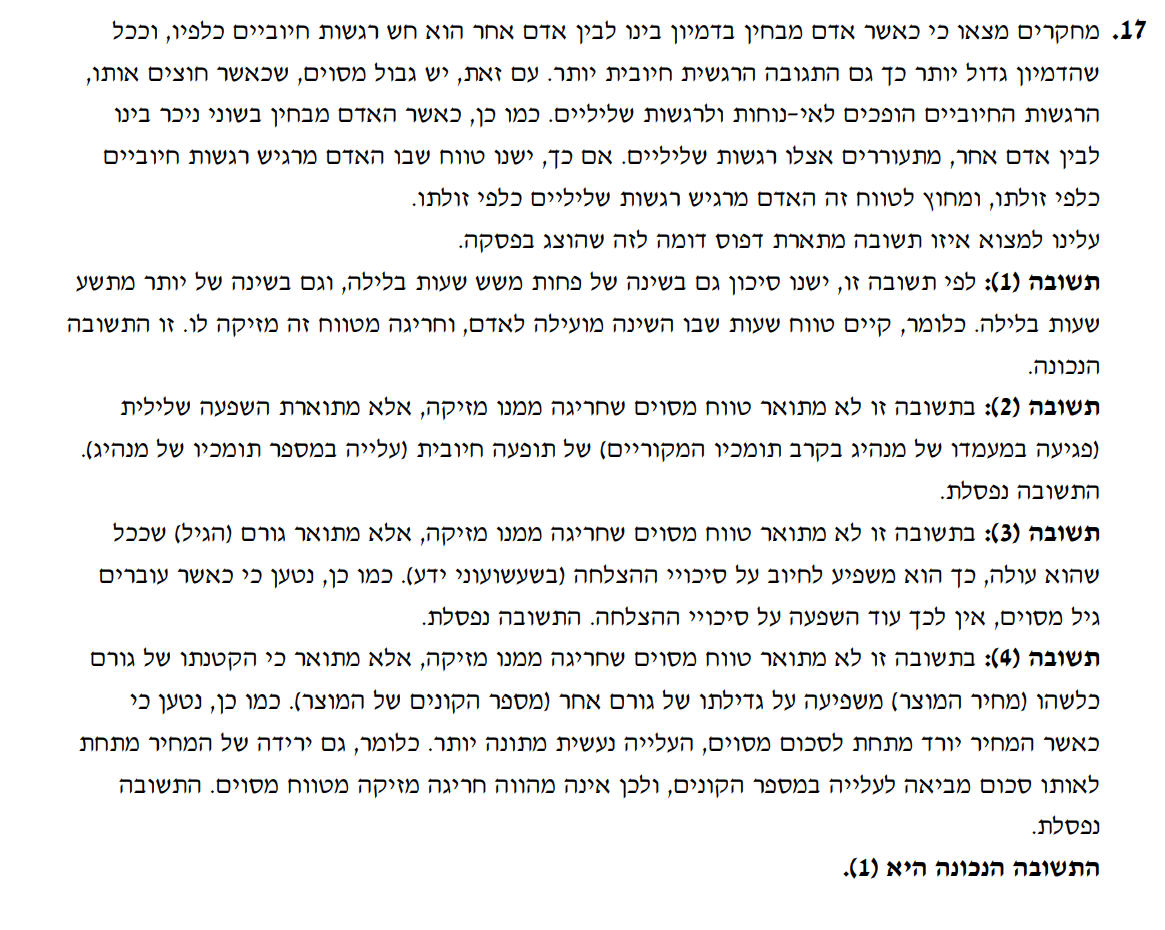 17. מחקרים מצאו כי כאשר אדם מבחין בדמיון בינו לבין אדם אחר הוא חש רגשות חיוביים כלפיו, וככל
שהדמיון גדול יותר כך גם התגובה הרגשית חיובית יותר. עם זאת, יש גבול מסוים, שכאשר חוצים אותו,
הרגשות החיוביים הופכים לאי-נוחות ולרגשות שליליים. כמו כן, כאשר האדם מבחין בשוני ניכר בינו
לבין אדם אחר, מתעוררים אצלו רגשות שליליים. אם כך, ישנו טווח שבו האדם מרגיש רגשות חיוביים
כלפי זולתו, ומחוץ לטווח זה האדם מרגיש רגשות שליליים כלפי זולתו.
עלינו למצוא איזו תשובה מתארת דפוס דומה לזה שהוצג בפסקה.
תשובה (1): לפי תשובה זו, ישנו סיכון גם בשינה של פחות משש שעות בלילה, וגם בשינה של יותר מתשע
שעות בלילה. כלומר, קיים טווח שעות שבו השינה מועילה לאדם, וחריגה מטווח זה מזיקה לו. זו התשובה
הנכונה.
תשובה (2): בתשובה זו לא מתואר טווח מסוים שחריגה ממנו מזיקה, אלא מתוארת השפעה שלילית
(פגיעה במעמדו של מנהיג בקרב תומכיו המקוריים) של תופעה חיובית (עלייה במספר תומכיו של מנהיג).
התשובה נפסלת.
תשובה (3): בתשובה זו לא מתואר טווח מסוים שחריגה ממנו מזיקה, אלא מתואר גורם (הגיל) שככל
שהוא עולה, כך הוא משפיע לחיוב על סיכויי ההצלחה (בשעשועוני ידע). כמו כן, נטען כי כאשר עוברים
גיל מסוים, אין לכך עוד השפעה על סיכויי ההצלחה. התשובה נפסלת.
תשובה (4): בתשובה זו לא מתואר טווח מסוים שחריגה ממנו מזיקה, אלא מתואר כי הקטנתו של גורם
כלשהו (מחיר המוצר) משפיעה על גדילתו של גורם אחר (מספר הקונים של המוצר). כמו כן, נטען כי
כאשר המחיר יורד מתחת לסכום מסוים, העלייה נעשית מתונה יותר. כלומר, גם ירידה של המחיר מתחת
לאותו סכום מביאה לעלייה במספר הקונים, ולכן אינה מהווה חריגה מזיקה מטווח מסוים. התשובה
נפסלת.
התשובה הנכונה היא (1).